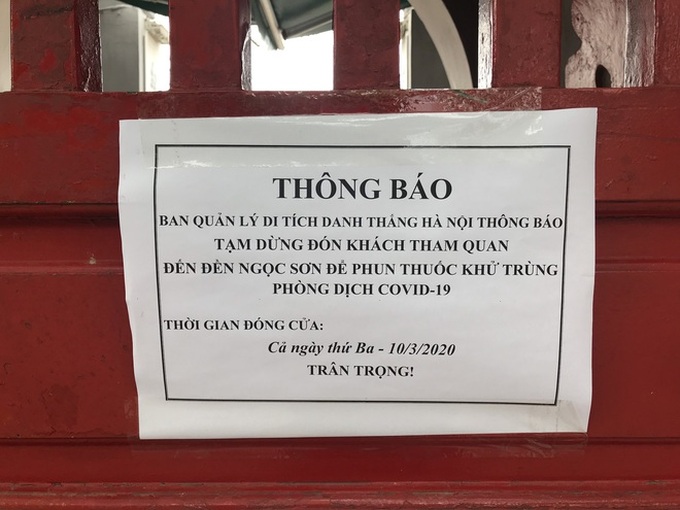 THÔNG BÁO
BAN QUẢN LÝ DI TÍCH DANH THẮNG HÀ NỘI THÔNG BÁO
TẠM DỪNG ĐÓN KHÁCH THAM QUAN
ĐẾN ĐỀN NGỌC SƠN ĐỂ PHUN THUỐC KHỬ TRÙNG
PHÒNG DỊCH COVID-19
THỜI GIAN ĐÓNG CỬA:
Cả ngày thứ Ba - 10/3/2020
TRÂN TRỌNG!